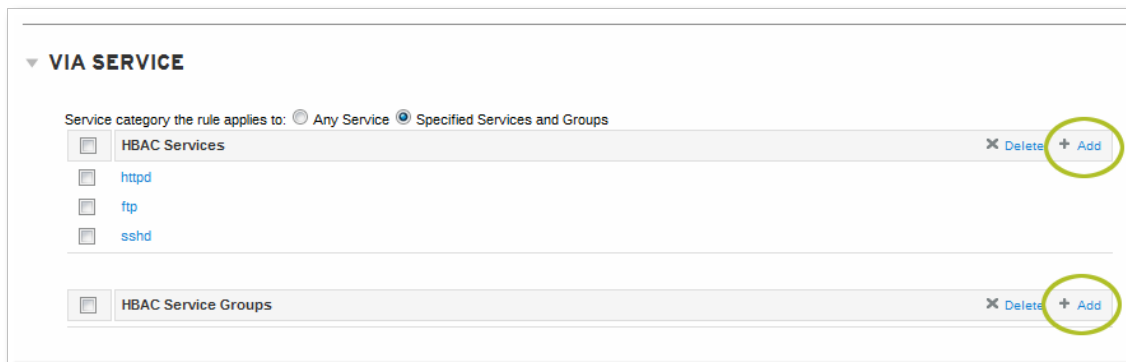 VIA SERVICE
Service category the rule applies to: Any Service Specified Services and Groups
HBAC Services Delete + Add
httpd
ftp
sshd
HBAC Service Groups Delete + Add